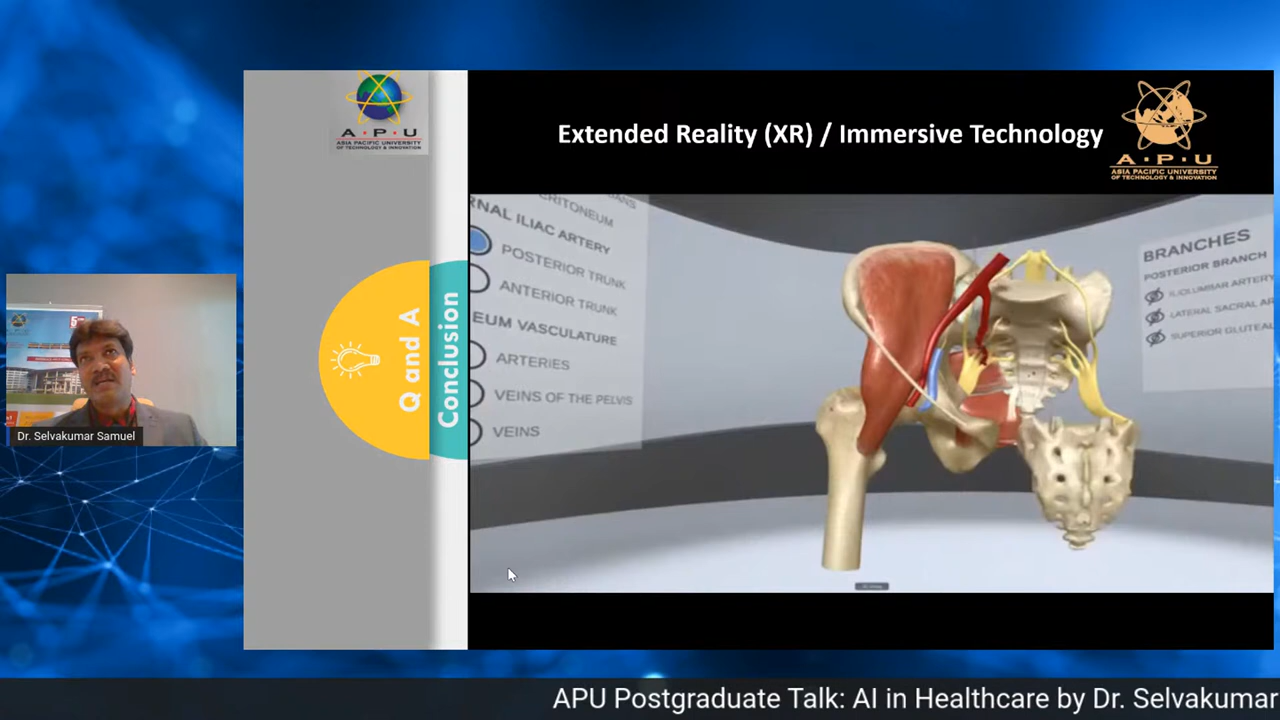 A • P • U
ASIA PACIFIC UNIVERSITY
OF TECHNOLOGY & INNOVATION
Extended Reality (XR) / Immersive Technology
A • P • U
ASIA PACIFIC UNIVERSITY
OF TECHNOLOGY & INNOVATION
Q and A
Conclusion
ERITONEUM
RNAL ILIAC ARTERY
POSTERIOR TRUNK
ANTERIOR TRUNK
EUM VASCULATURE
ARTERIES
VEINS OF THE PELVIS
VEINS
BRANCHES
POSTERIOR BRANCH
ILIOLUMBAR ARTERY
LATERAL SACRAL AR
SUPERIOR GLUTEAL
Dr. Selvakumar Samuel
APU Postgraduate Talk: AI in Healthcare by Dr. Selvakumar